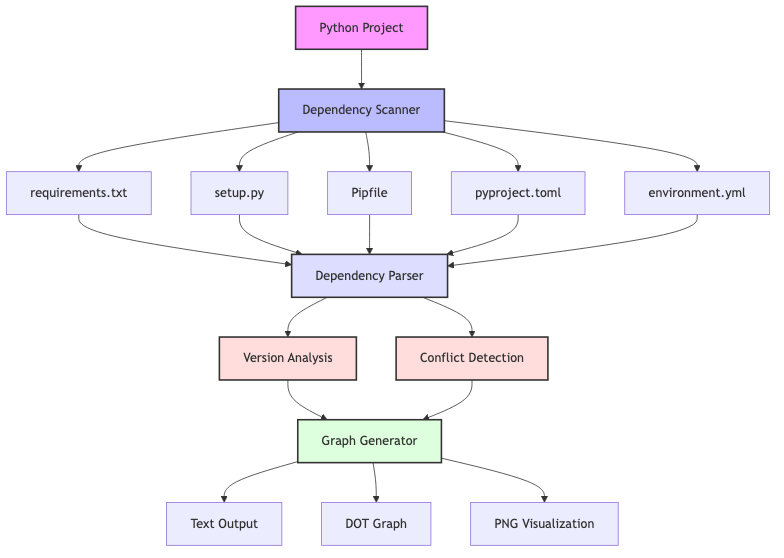 Python Project
Dependency Scanner
requirements.txt
setup.py
Pipfile
pyproject.toml
environment.yml
Dependency Parser
Version Analysis
Conflict Detection
Graph Generator
Text Output
DOT Graph
PNG Visualization